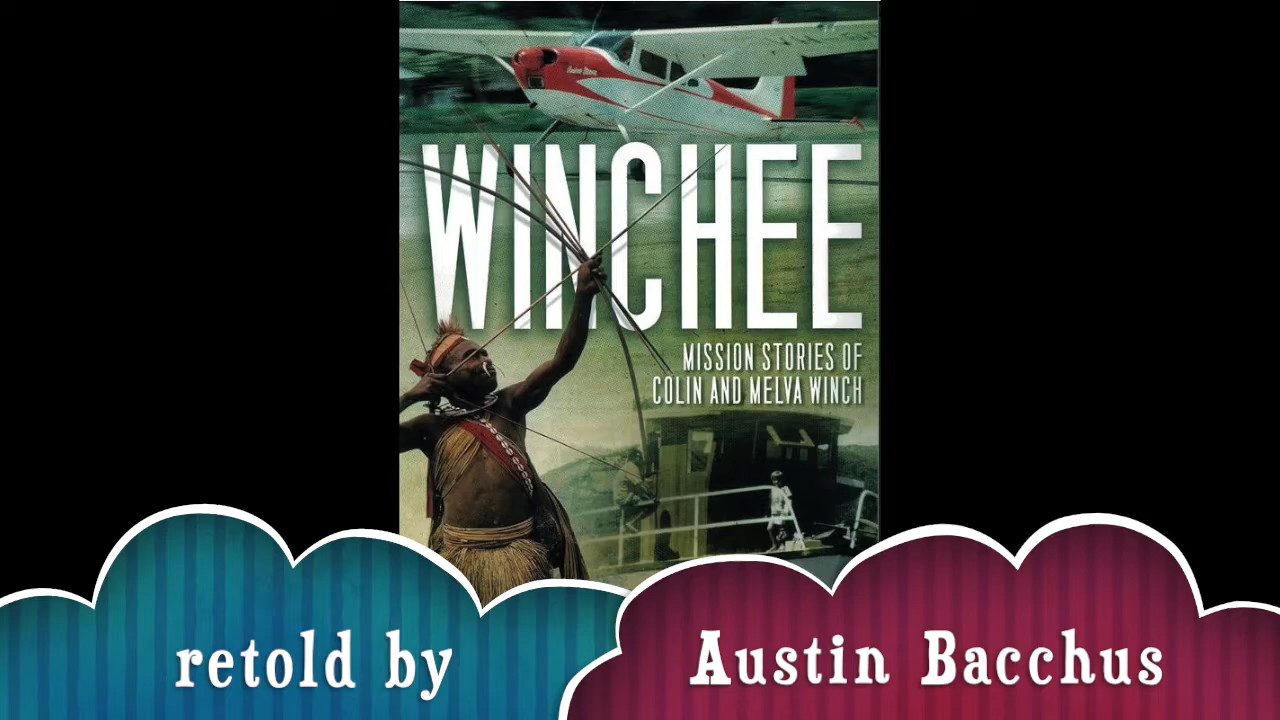 WINCHEE
MISSION STORIES OF
COLIN AND MELVA WINCH
retold by
Austin Bacchus